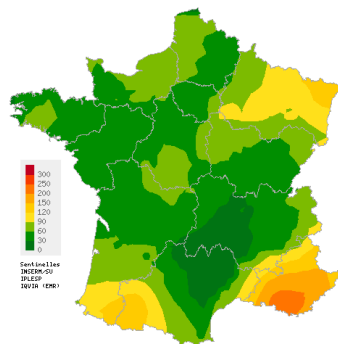 300
250
200
150
120
90
60
30
0
Sentinelles
INSERM/SU
IPLESP
IQVIA (EMR)